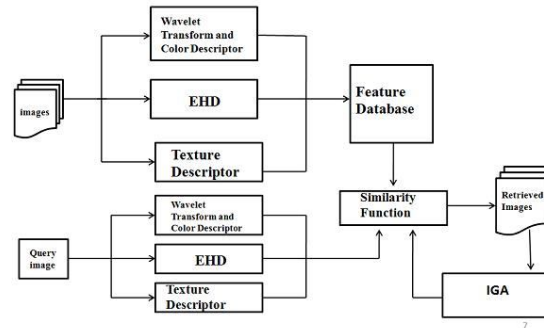 Wavelet
Transform and
Color Descriptor
images
EHD
Texture
Descriptor
Feature
Database
Similarity
Function
Retrieved
Images
Wavelet
Transform and
Color Descriptor
Query
image
EHD
Texture
Descriptor
IGA
7